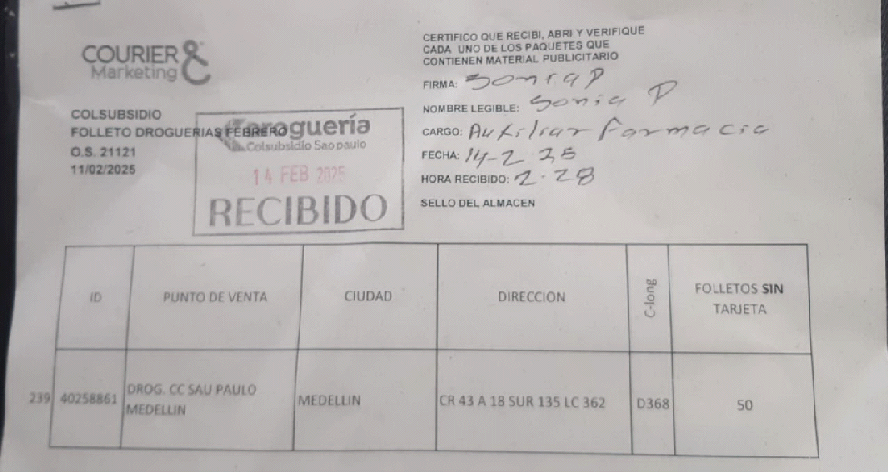 COURIER &
Marketing
CERTIFICO QUE RECIBI, ABRI Y VERIFIQUE
CADA UNO DE LOS PAQUETES QUE
CONTIENEN MATERIAL PUBLICITARIO
FIRMA: Sonia P
NOMBRE LEGIBLE: Sonia P
CARGO: Auxiliar Farmacia
FECHA: 14-2-25
HORA RECIBIDO: 2.28
SELLO DEL ALMACEN
COLSUBSIDIO
FOLLETO DROGUERIAS FEBRERO
O.S. 21121
11/02/2025
Droguería
Colsubsidio Sao paulo
14 FEB 2025
RECIBIDO
ID PUNTO DE VENTA CIUDAD DIRECCION C-long FOLLETOS SIN TARJETA
239 40258861 DROG. CC SAU PAULO MEDELLIN MEDELLIN CR 43 A 18 SUR 135 LC 362 D368 50